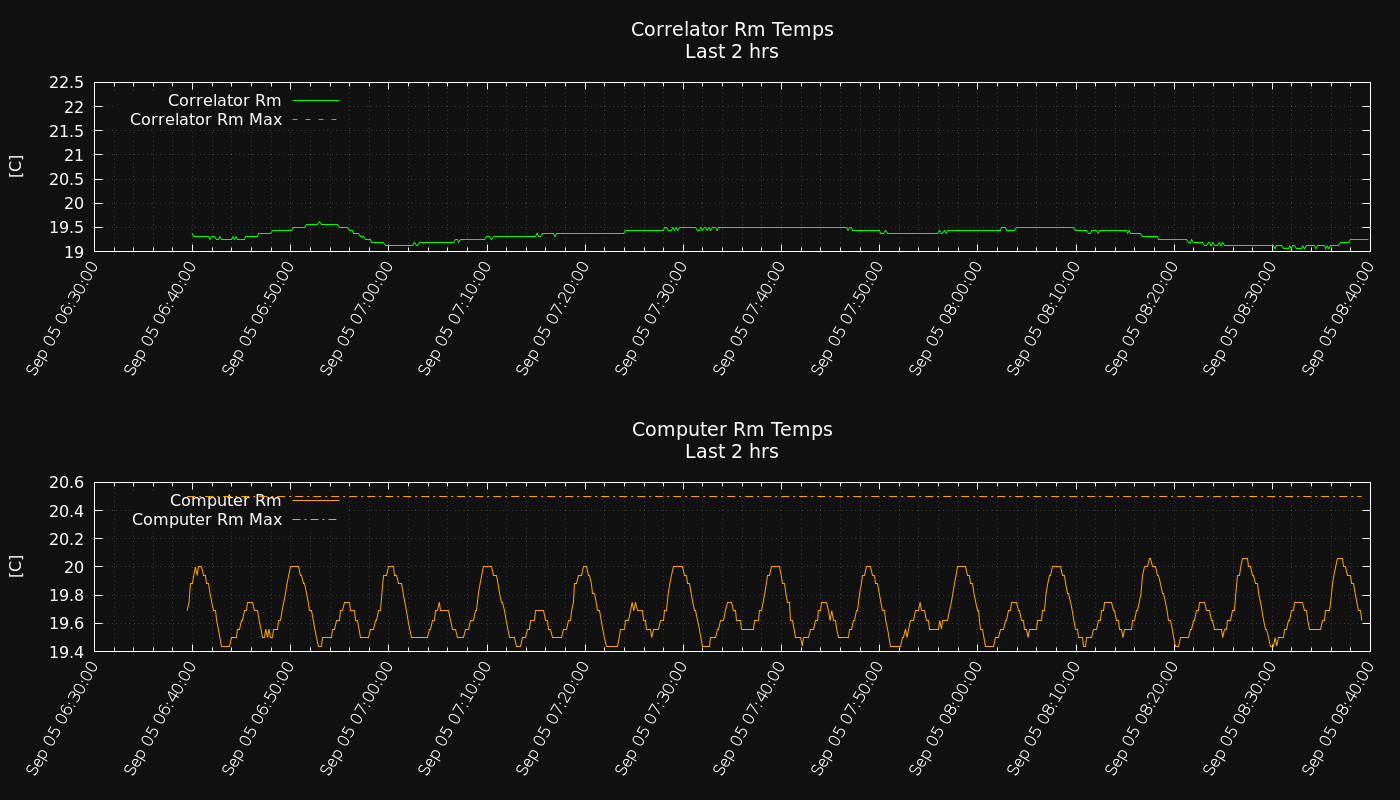 Correlator Rm Temps
Last 2 hrs
22.5
22
21.5
21
20.5
20
19.5
19
[C]
Correlator Rm
Correlator Rm Max
Sep 05 06:30:00
Sep 05 06:40:00
Sep 05 06:50:00
Sep 05 07:00:00
Sep 05 07:10:00
Sep 05 07:20:00
Sep 05 07:30:00
Sep 05 07:40:00
Sep 05 07:50:00
Sep 05 08:00:00
Sep 05 08:10:00
Sep 05 08:20:00
Sep 05 08:30:00
Sep 05 08:40:00
Computer Rm Temps
Last 2 hrs
20.6
20.4
20.2
20
19.8
19.6
19.4
[C]
Computer Rm
Computer Rm Max
Sep 05 06:30:00
Sep 05 06:40:00
Sep 05 06:50:00
Sep 05 07:00:00
Sep 05 07:10:00
Sep 05 07:20:00
Sep 05 07:30:00
Sep 05 07:40:00
Sep 05 07:50:00
Sep 05 08:00:00
Sep 05 08:10:00
Sep 05 08:20:00
Sep 05 08:30:00
Sep 05 08:40:00